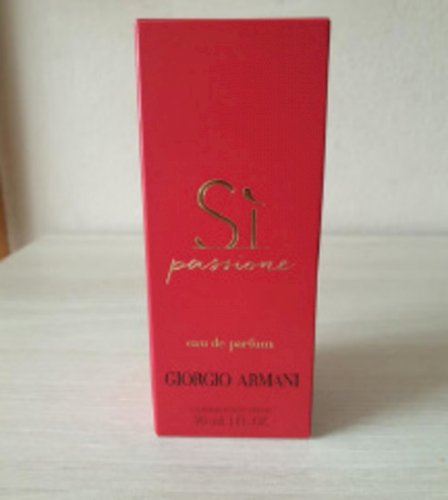 Sì
passione
eau de parfum
GIORGIO ARMANI